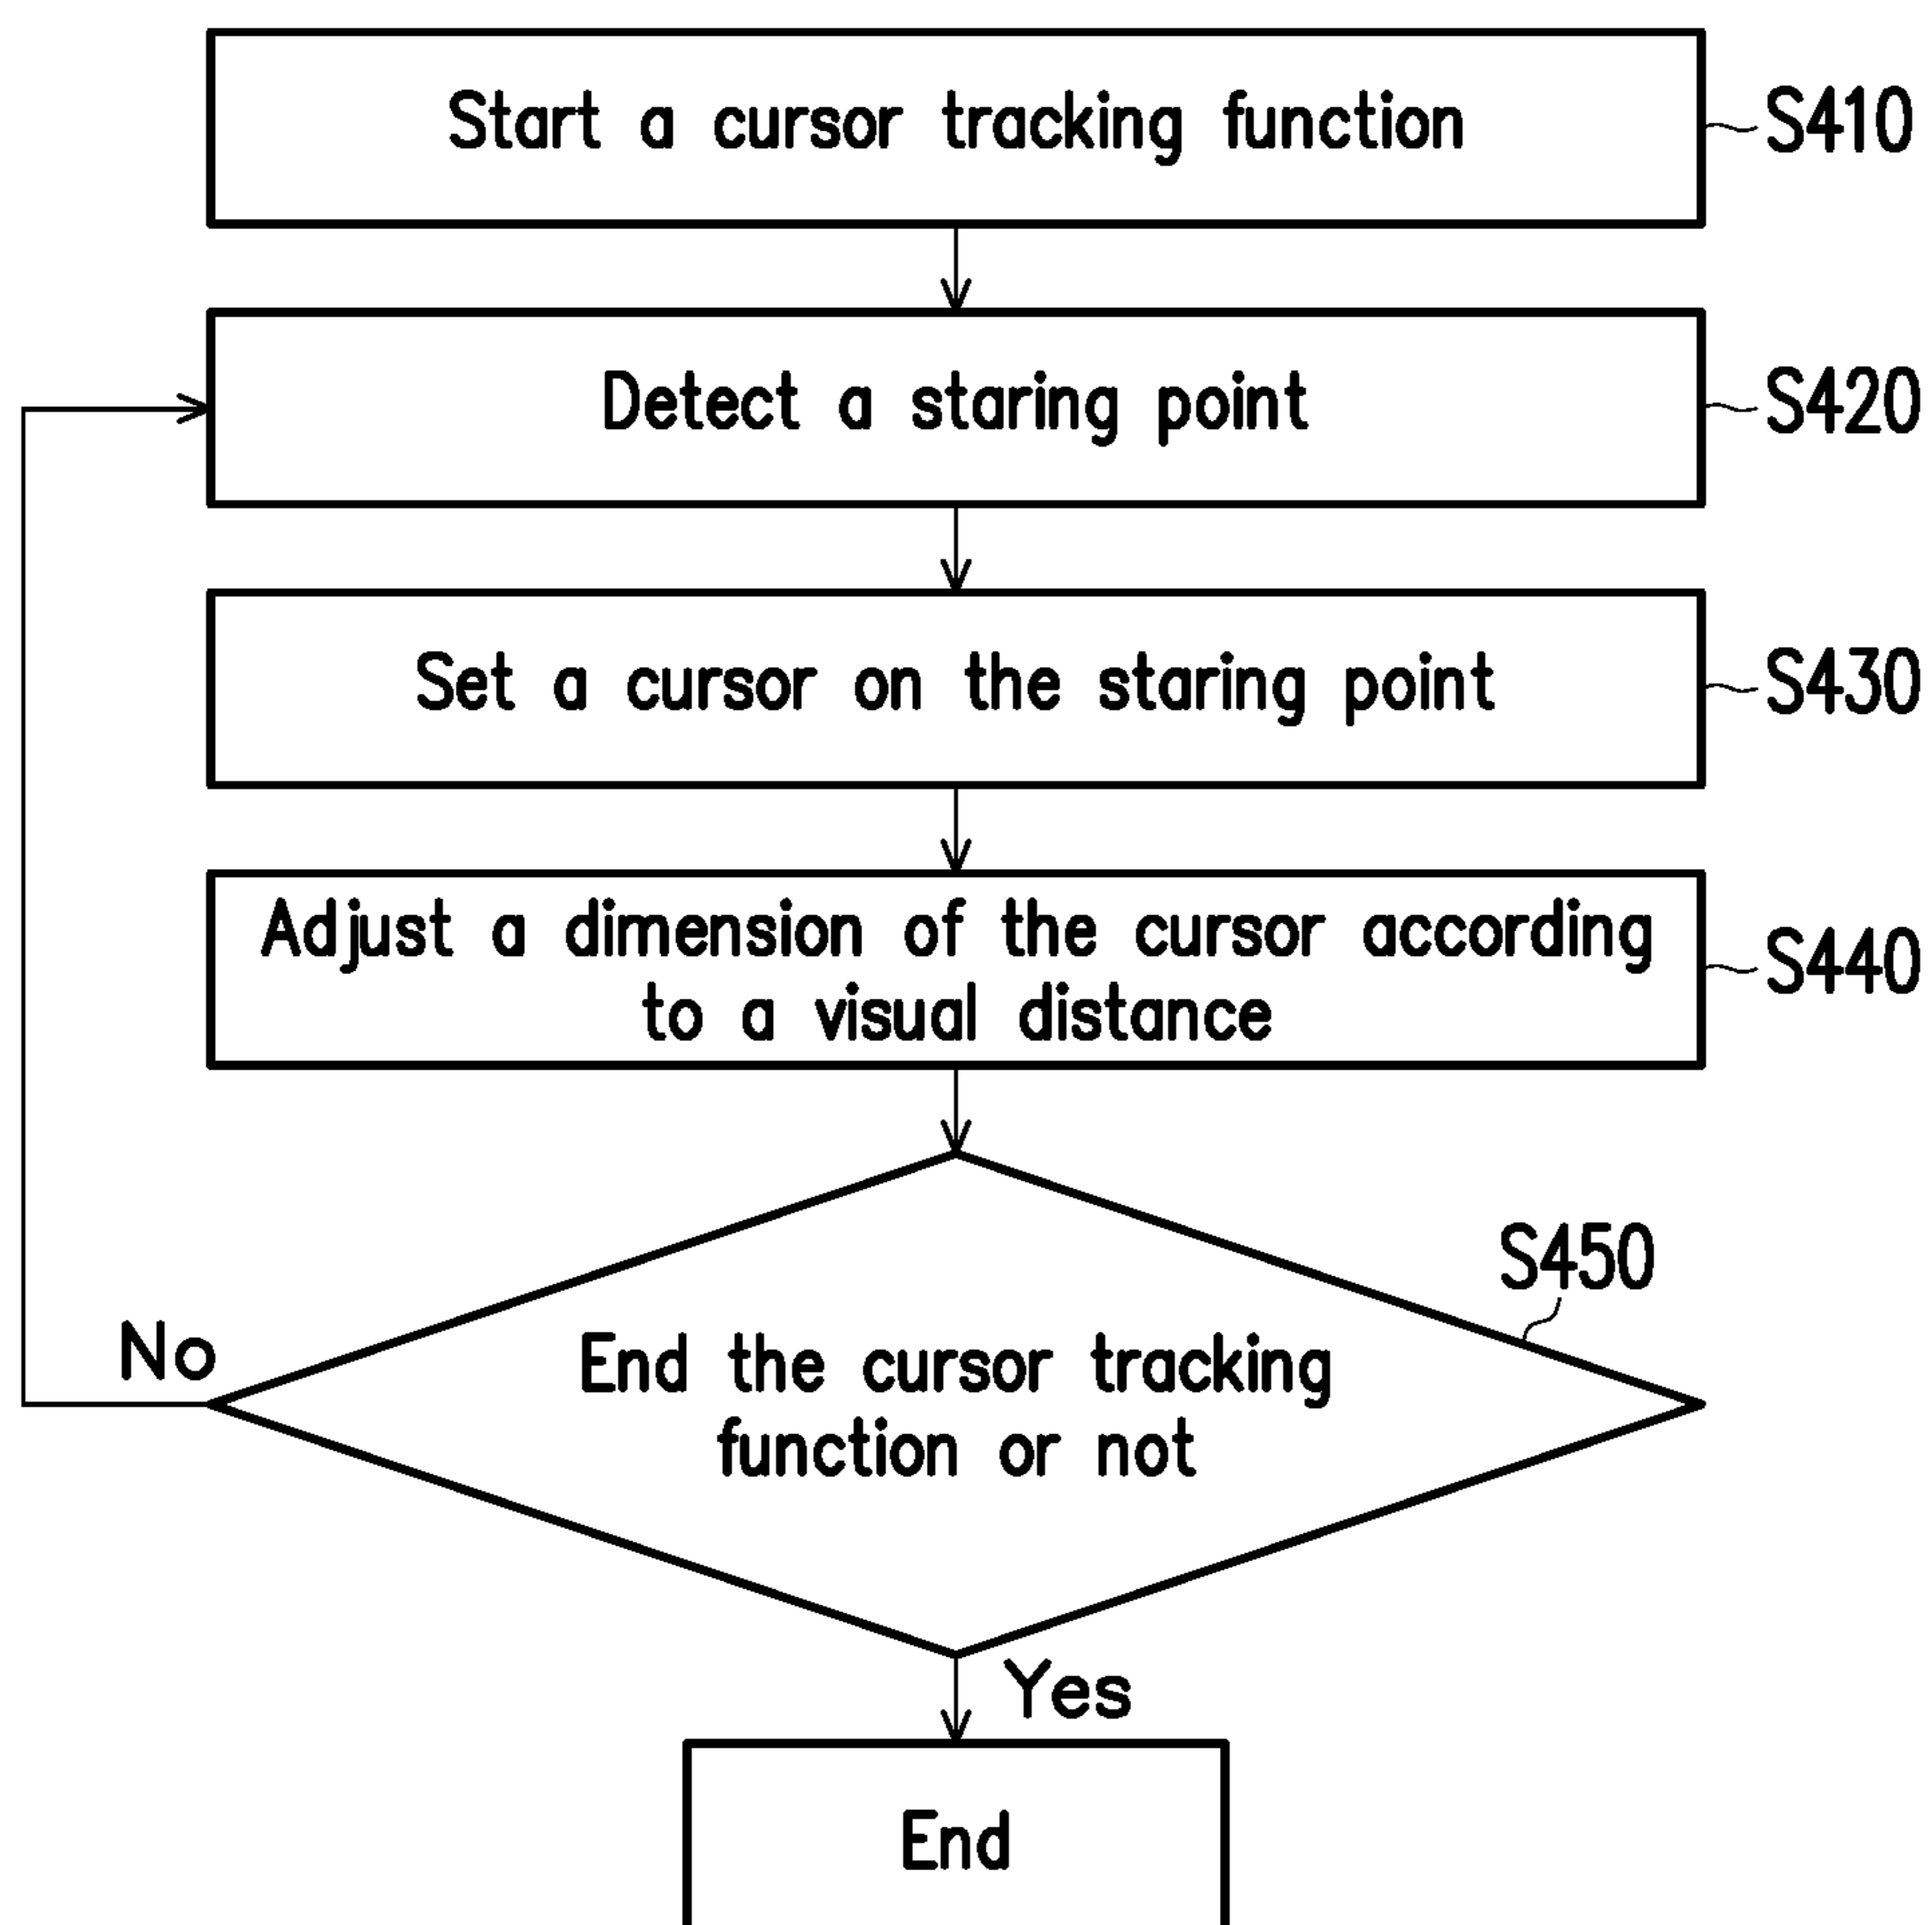 Start a cursor tracking function
S410
Detect a staring point
S420
Set a cursor on the staring point
S430
Adjust a dimension of the cursor according
to a visual distance
S440
S450
No
End the cursor tracking
function or not
Yes
End